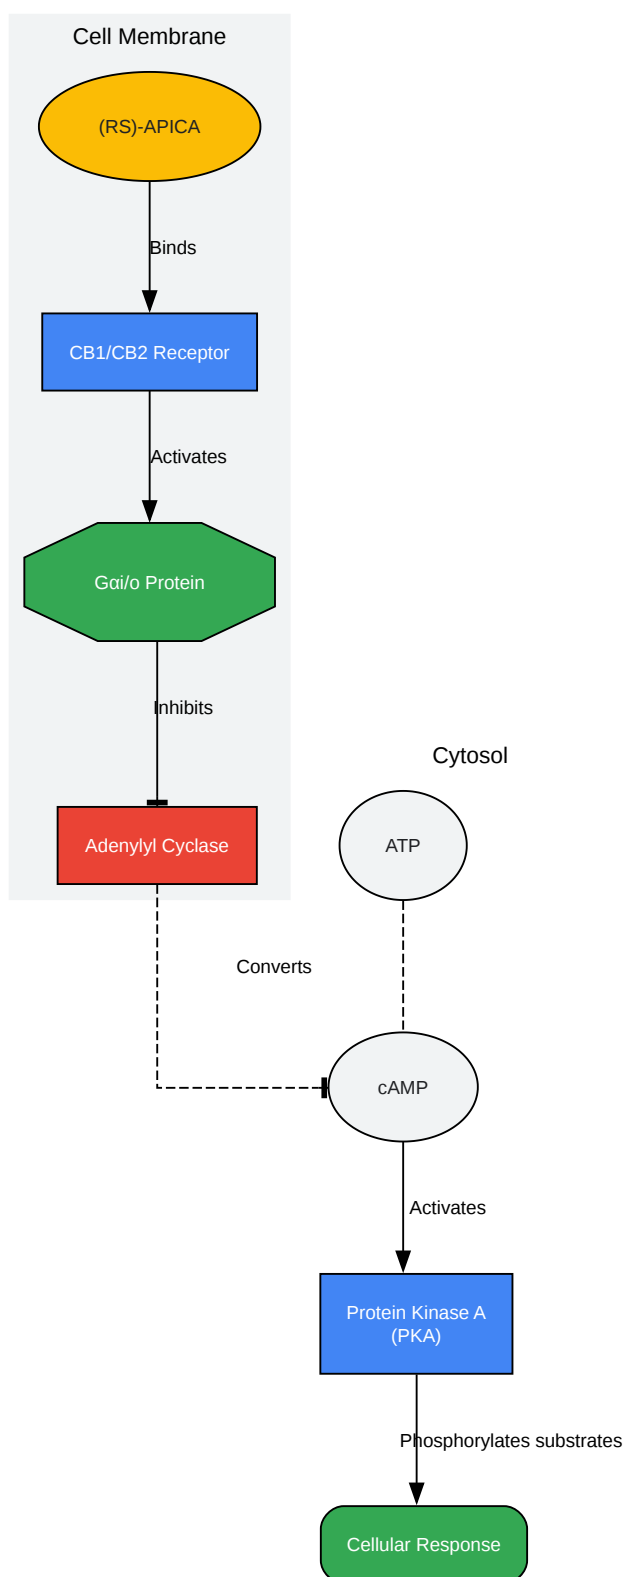 Cell Membrane
(RS)-APICA
Binds
CB1/CB2 Receptor
Activates
Gαi/o Protein
Inhibits
Cytosol
Adenylyl Cyclase
ATP
Converts
cAMP
Activates
Protein Kinase A
(PKA)
Phosphorylates substrates
Cellular Response